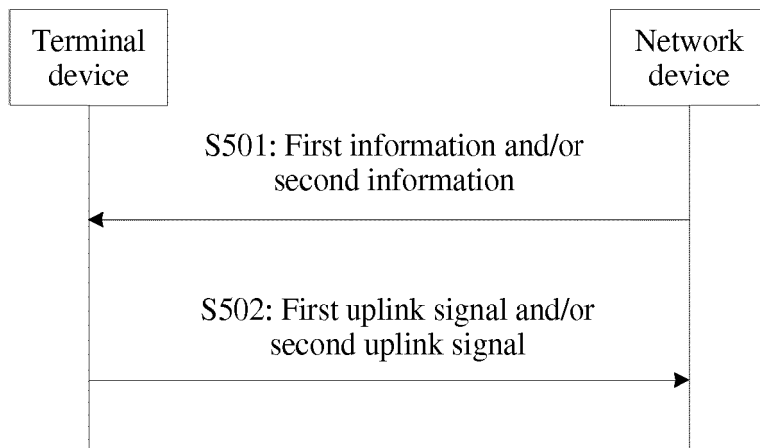 Terminal
device
Network
device
S501: First information and/or
second information
S502: First uplink signal and/or
second uplink signal